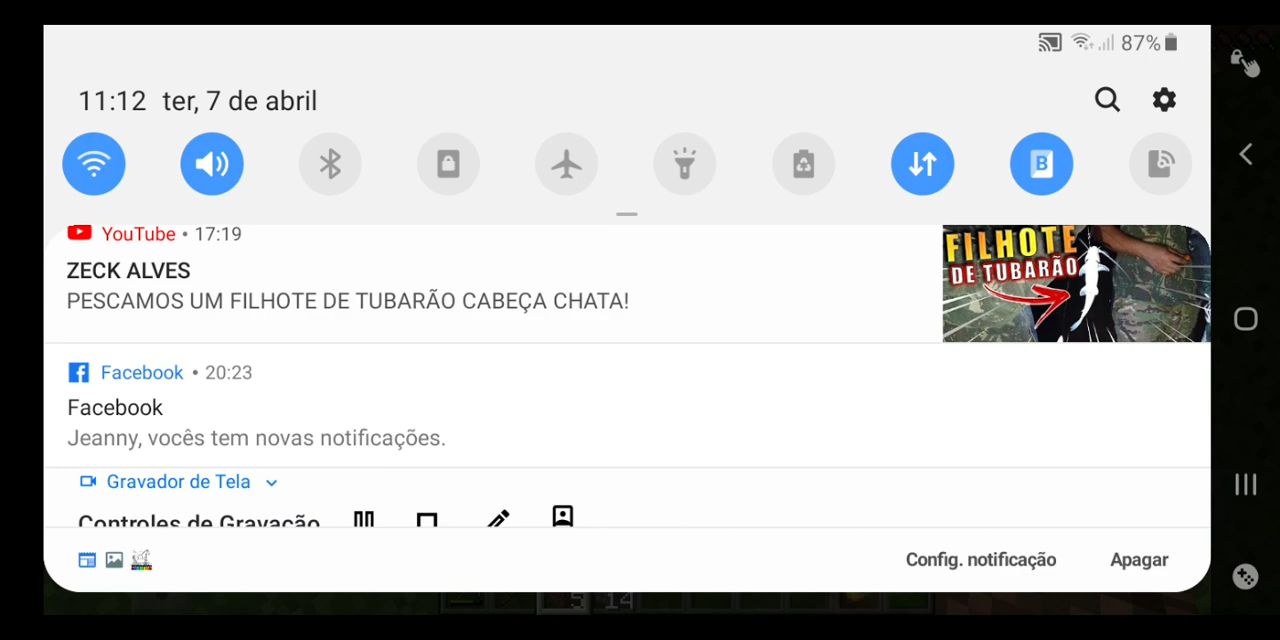 87%
11:12 ter, 7 de abril
B
YouTube • 17:19
ZECK ALVES
PESCAMOS UM FILHOTE DE TUBARÃO CABEÇA CHATA!
FILHOTE
DE TUBARÃO
Facebook • 20:23
Facebook
Jeanny, vocês tem novas notificações.
Gravador de Tela
Controles de Gravação
Config. notificação Apagar
5 14